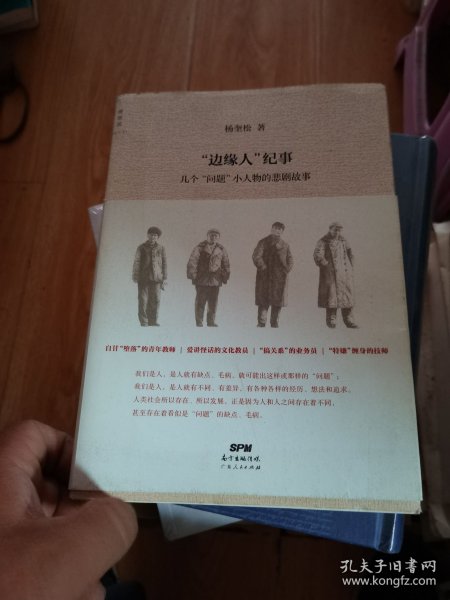 杨奎松 著
“边缘人”纪事
几个“问题”小人物的悲剧故事
自甘“堕落”的青年教师 | 爱讲怪话的文化教员 | “搞关系”的业务员 | “特嫌”缠身的技师
我们是人，是人就有缺点、毛病，就可能出这样或那样的“问题”；
我们是人，是人就有不同、有差异，有各种各样的经历、想法和追求。
人类社会所以存在、所以发展，正是因为人和人之间存在着不同，
甚至存在着看似是“问题”的缺点、毛病。
SPM
南方出版传媒
广东人民出版社
孔夫子旧书网
www.kongfz.com